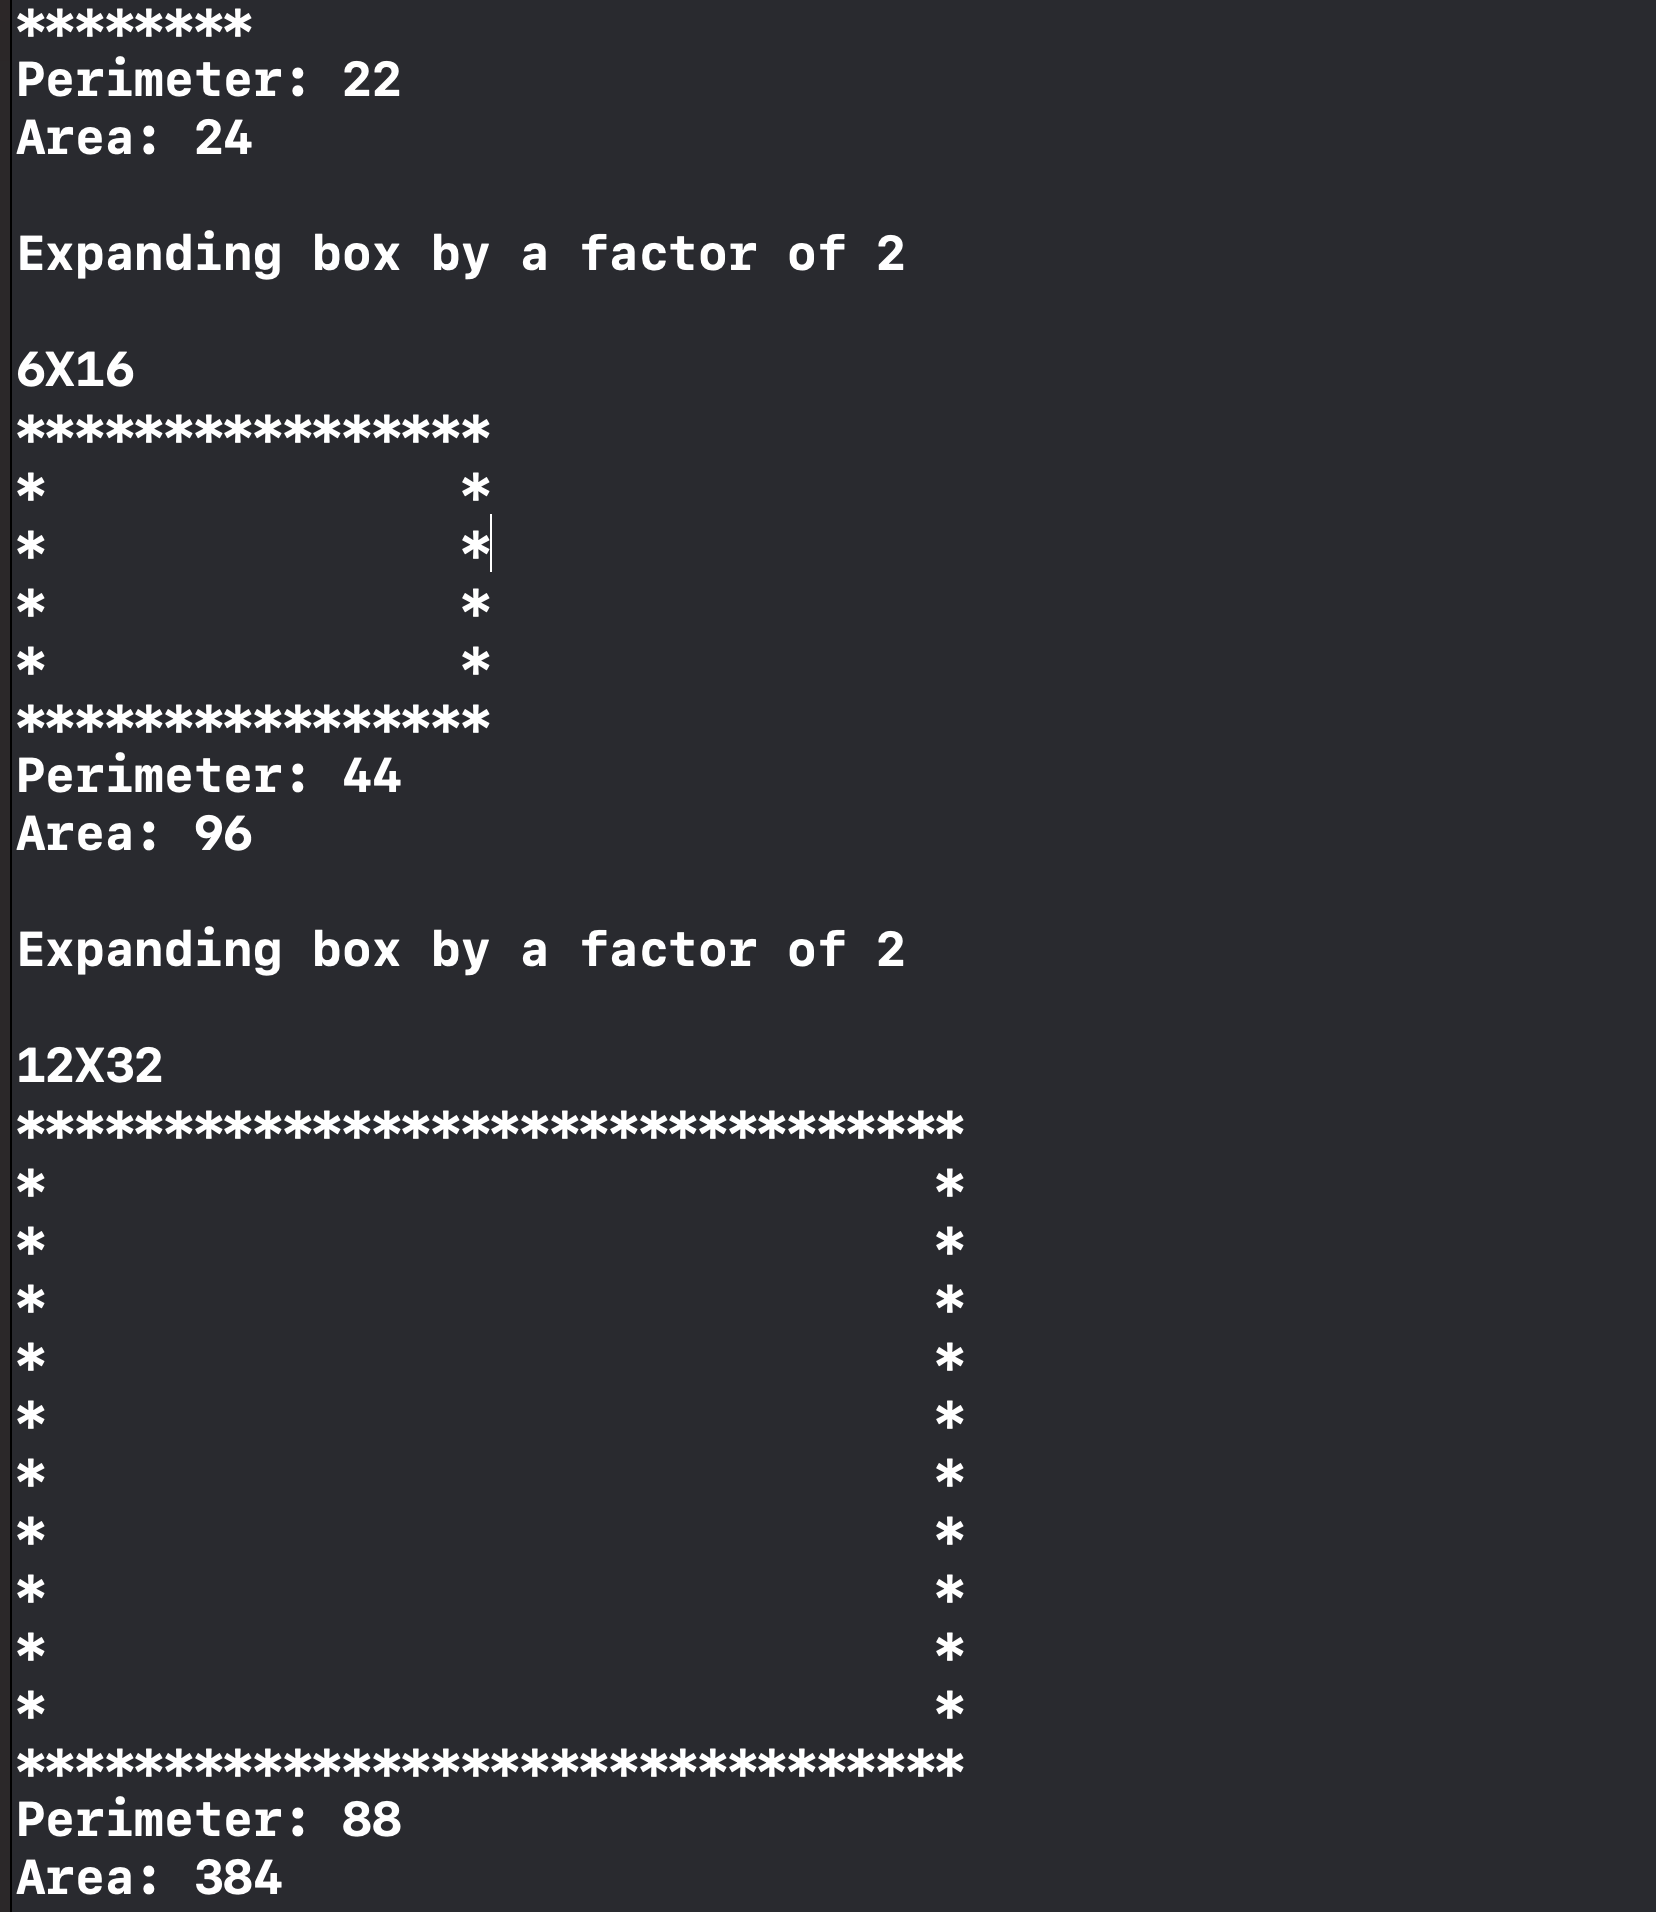 ********
Perimeter: 22
Area: 24
Expanding box by a factor of 2
6X16
****************
*              *
*              *
*              *
*              *
****************
Perimeter: 44
Area: 96
Expanding box by a factor of 2
12X32
********************************
*                              *
*                              *
*                              *
*                              *
*                              *
*                              *
*                              *
*                              *
*                              *
*                              *
********************************
Perimeter: 88
Area: 384